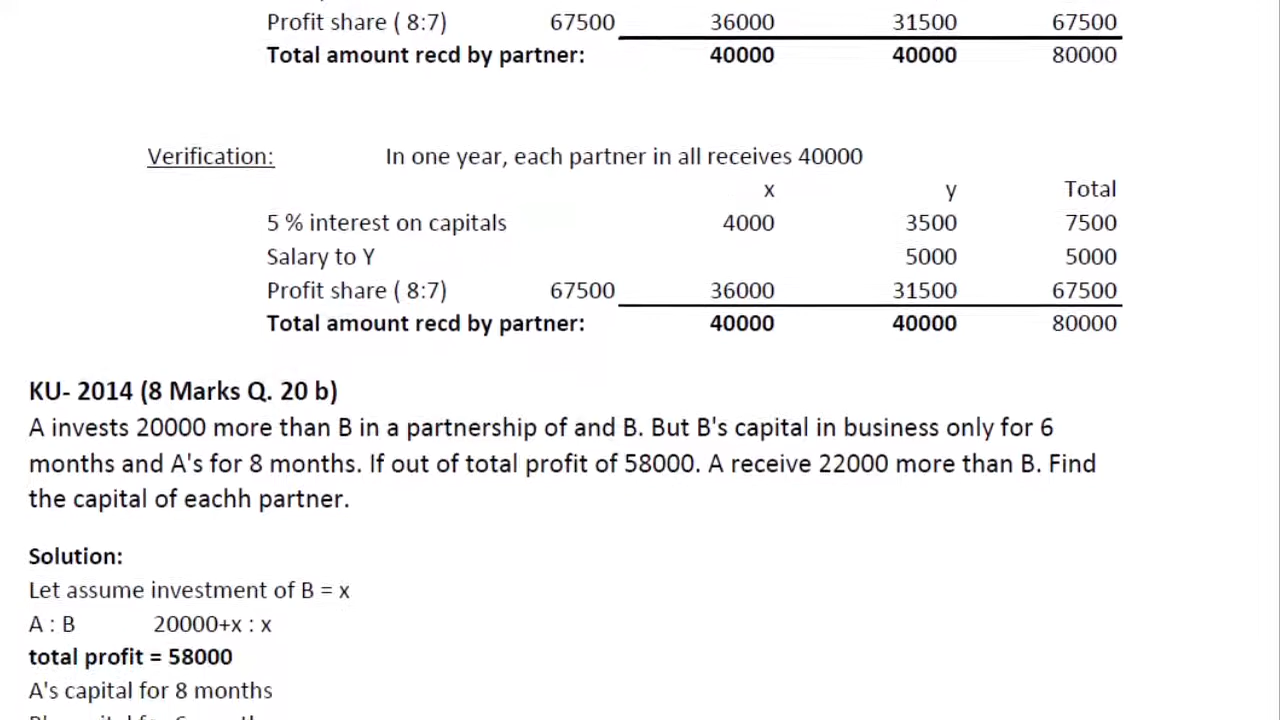 Profit share ( 8:7) 67500 36000 31500 67500
Total amount recd by partner: 40000 40000 80000
Verification: In one year, each partner in all receives 40000
x y Total
5 % interest on capitals 4000 3500 7500
Salary to Y 5000 5000
Profit share ( 8:7) 67500 36000 31500 67500
Total amount recd by partner: 40000 40000 80000
KU- 2014 (8 Marks Q. 20 b)
A invests 20000 more than B in a partnership of and B. But B's capital in business only for 6
months and A's for 8 months. If out of total profit of 58000. A receive 22000 more than B. Find
the capital of eachh partner.
Solution:
Let assume investment of B = x
A : B 20000+x : x
total profit = 58000
A's capital for 8 months